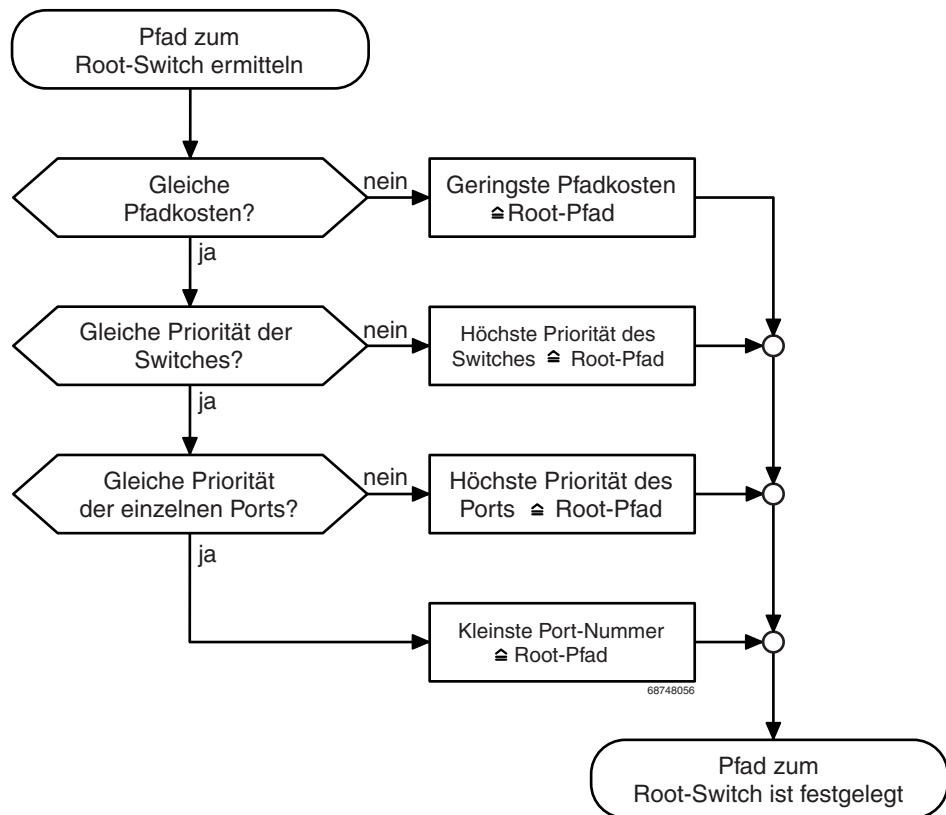 Pfad zum
Root-Switch ermitteln
Gleiche
Pfadkosten?
nein
Geringste Pfadkosten
≙Root-Pfad
ja
Gleiche Priorität der
Switches?
nein
Höchste Priorität des
Switches ≙ Root-Pfad
ja
Gleiche Priorität
der einzelnen Ports?
nein
Höchste Priorität des
Ports ≙ Root-Pfad
ja
Kleinste Port-Nummer
≙ Root-Pfad
68748056
Pfad zum
Root-Switch ist festgelegt